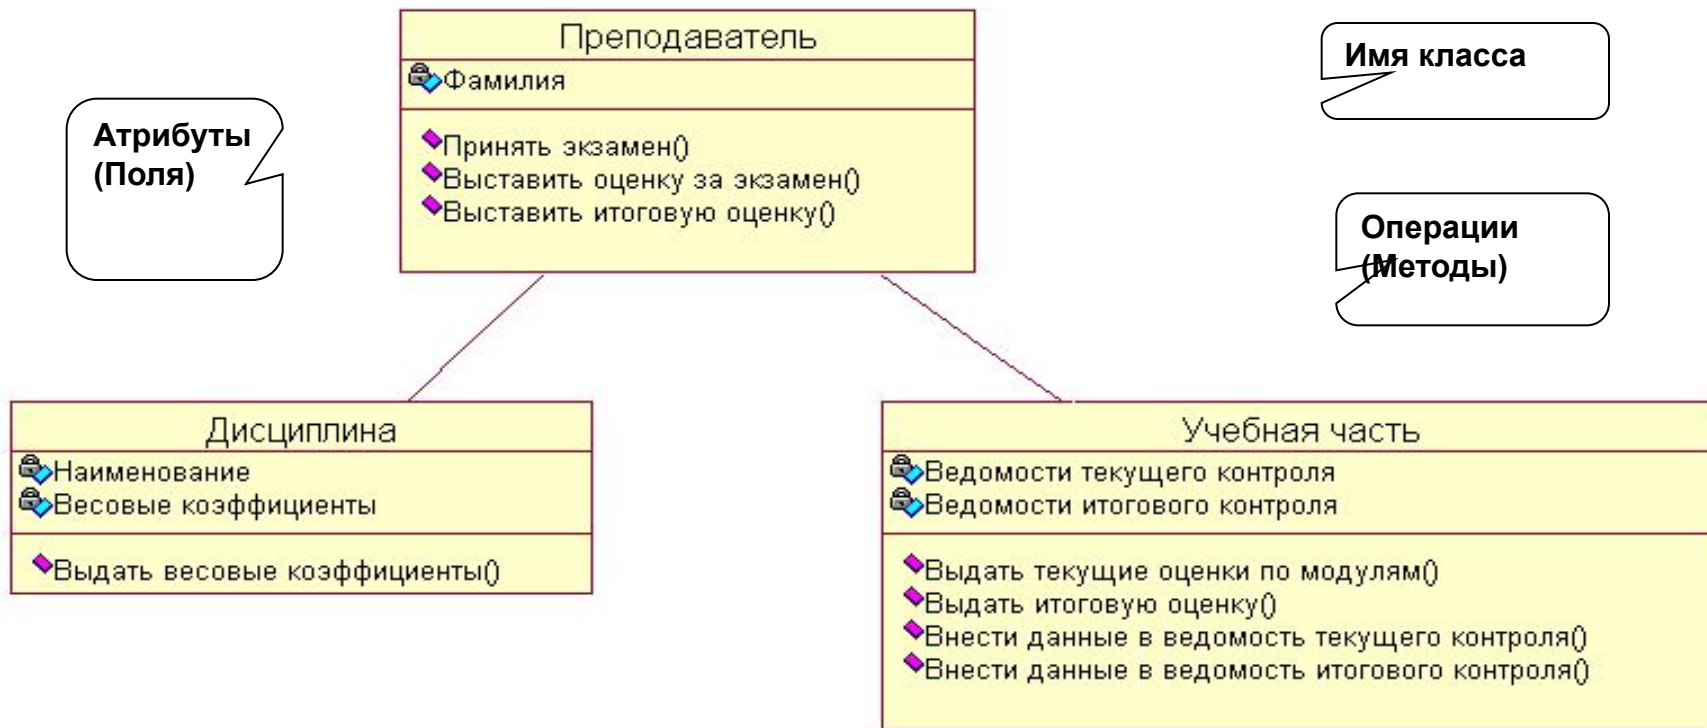 Преподаватель
Фамилия
Принять экзамен()
Выставить оценку за экзамен()
Выставить итоговую оценку()
Имя класса
Атрибуты
(Поля)
Операции
(Методы)
Дисциплина
Наименование
Весовые коэффициенты
Выдать весовые коэффициенты()
Учебная часть
Ведомости текущего контроля
Ведомости итогового контроля
Выдать текущие оценки по модулям()
Выдать итоговую оценку()
Внести данные в ведомость текущего контроля()
Внести данные в ведомость итогового контроля()